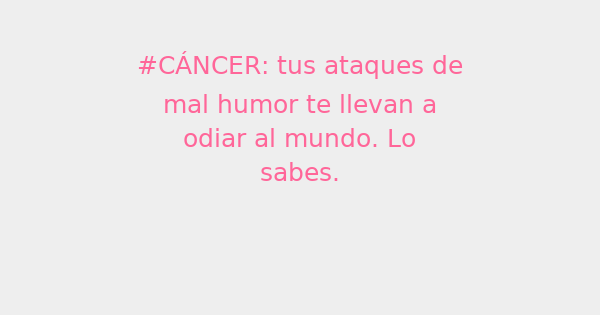 #CÁNCER: tus ataques de
mal humor te llevan a
odiar al mundo. Lo
sabes.